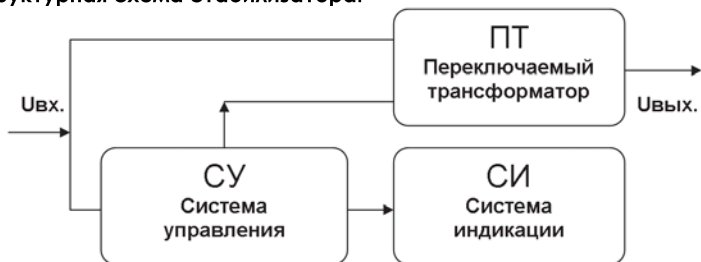 структурная схема стабилизатора.
ПТ
Переключаемый
трансформатор
Uвх.
Uвых.
СУ
Система
управления
СИ
Система
индикации